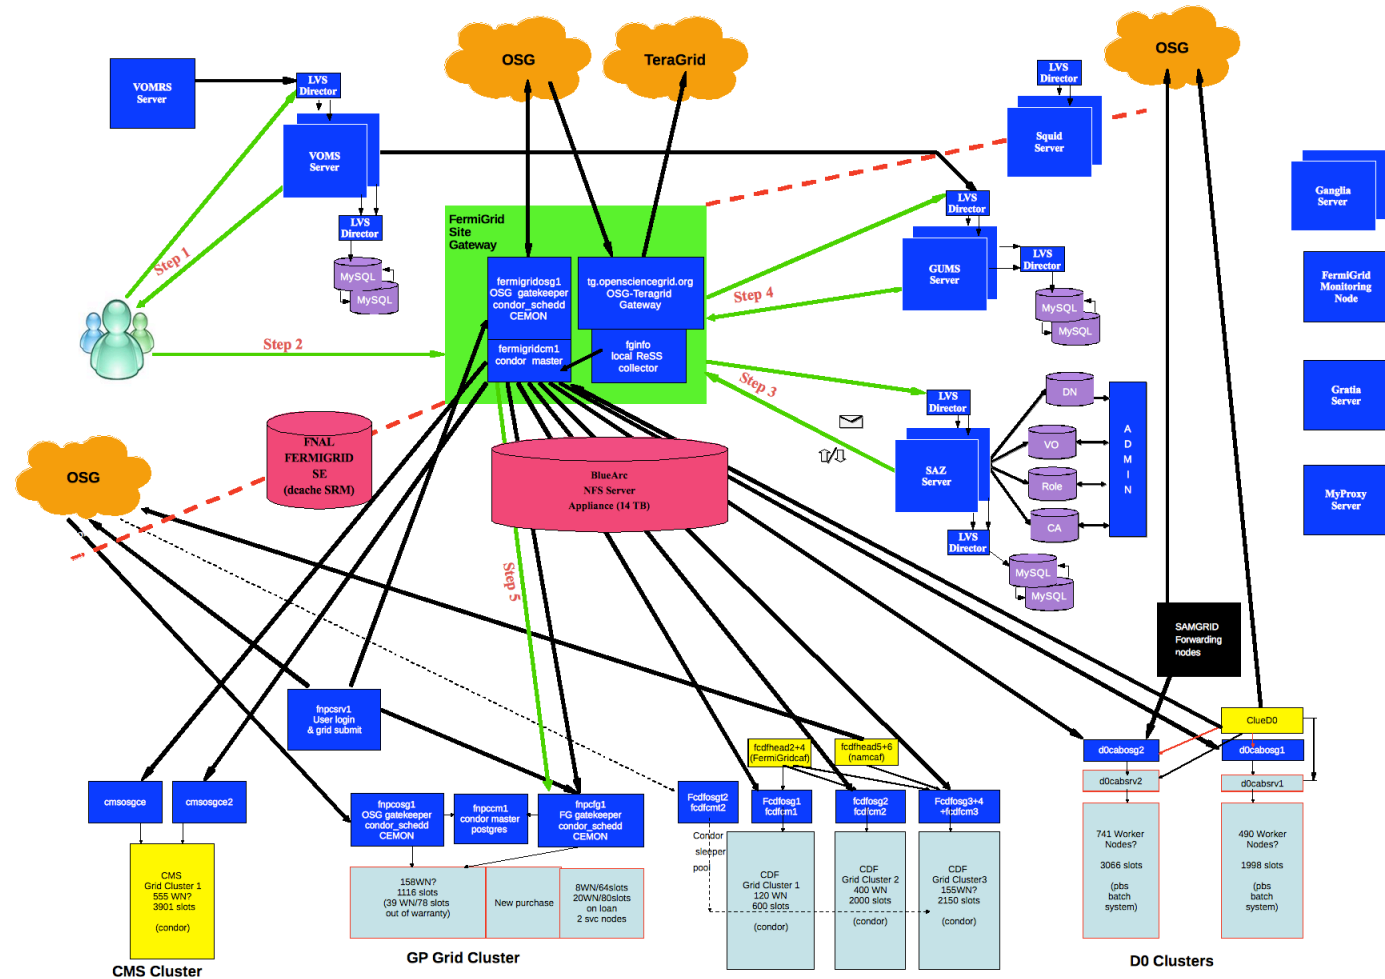 OSG
TeraGrid
OSG
VOMRS
Server
LVS
Director
LVS
Director
VOMS
Server
Squid
Server
Ganglia
Server
LVS
Director
MySQL
MySQL
FermiGrid
Site
Gateway
fermigridosg1
OSG gatekeeper
condor_schedd
CEMON
fermigridcm1
condor master
tg.opensciencegrid.org
OSG-Teragrid
Gateway
fginfo
local ReSS
collector
LVS
Director
GUMS
Server
LVS
Director
MySQL
MySQL
FermiGrid
Monitoring
Node
Step 1
Step 2
Step 4
Step 3
Step 5
LVS
Director
SAZ
Server
DN
VO
Role
CA
A
D
M
I
N
LVS
Director
MySQL
MySQL
Gratia
Server
MyProxy
Server
FNAL
FERMIGRID
SE
(dcache SRM)
BlueArc
NFS Server
Appliance (14 TB)
OSG
SAMGRID
Forwarding
nodes
fnpcsrv1
User login
& grid submit
fcdfhead2+4
(FermiGridcaf)
fcdfhead5+6
(namcaf)
ClueD0
d0cabosg2
d0cabosg1
d0cabsrv2
d0cabsrv1
cmsosgce
cmsosgce2
fnpcosg1
OSG gatekeeper
condor_schedd
CEMON
fnpccm1
condor master
postgres
fnpcfg1
FG gatekeeper
condor_schedd
CEMON
Fcdfosgt2
fcdfcmt2
Fcdfosg1
fcdfcm1
fcdfosg2
fcdfcm2
Fcdfosg3+4
+fcdfcm3
Condor
sleeper
pool
CMS
Grid Cluster 1
555 WN?
3901 slots
(condor)
158WN?
1116 slots
(39 WN/78 slots
out of warranty)
New purchase
8WN/64slots
20WN/80slots
on loan
2 svc nodes
CDF
Grid Cluster 1
120 WN
600 slots
(condor)
CDF
Grid Cluster 2
400 WN
2000 slots
(condor)
CDF
Grid Cluster3
155WN?
2150 slots
(condor)
741 Worker
Nodes?
3066 slots
(pbs
batch
system)
490 Worker
Nodes?
1998 slots
(pbs
batch
system)
CMS Cluster
GP Grid Cluster
D0 Clusters